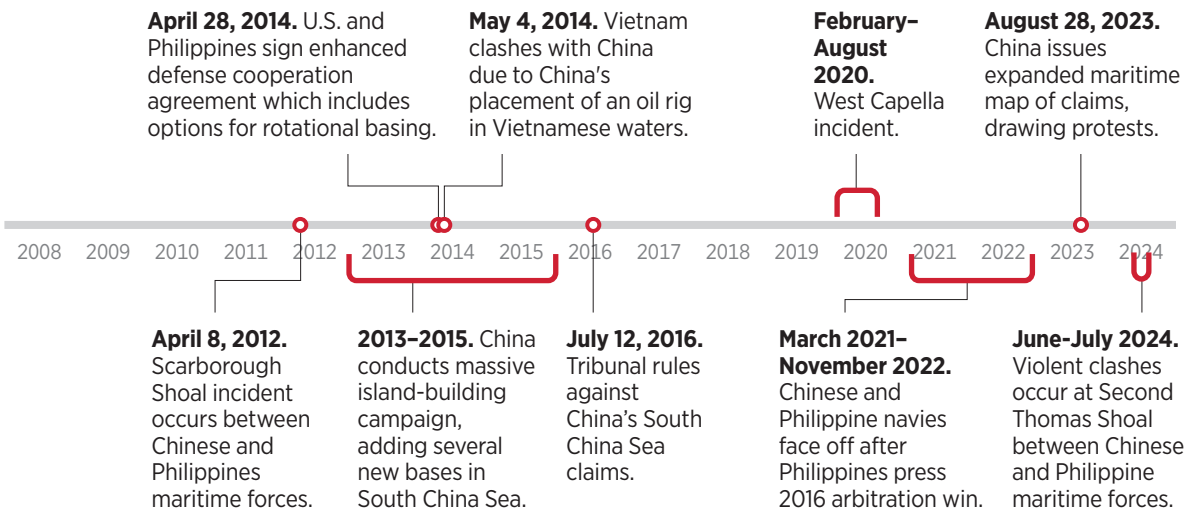 April 28, 2014. U.S. and
Philippines sign enhanced
defense cooperation
agreement which includes
options for rotational basing.
May 4, 2014. Vietnam
clashes with China
due to China's
placement of an oil rig
in Vietnamese waters.
February–
August
2020.
West Capella
incident.
August 28, 2023.
China issues
expanded maritime
map of claims,
drawing protests.
2008 2009 2010 2011 2012 2013 2014 2015 2016 2017 2018 2019 2020 2021 2022 2023 2024
April 8, 2012.
Scarborough
Shoal incident
occurs between
Chinese and
Philippines
maritime forces.
2013–2015. China
conducts massive
island-building
campaign,
adding several
new bases in
South China Sea.
July 12, 2016.
Tribunal rules
against
China’s South
China Sea
claims.
March 2021–
November 2022.
Chinese and
Philippine navies
face off after
Philippines press
2016 arbitration win.
June-July 2024.
Violent clashes
occur at Second
Thomas Shoal
between Chinese
and Philippine
maritime forces.